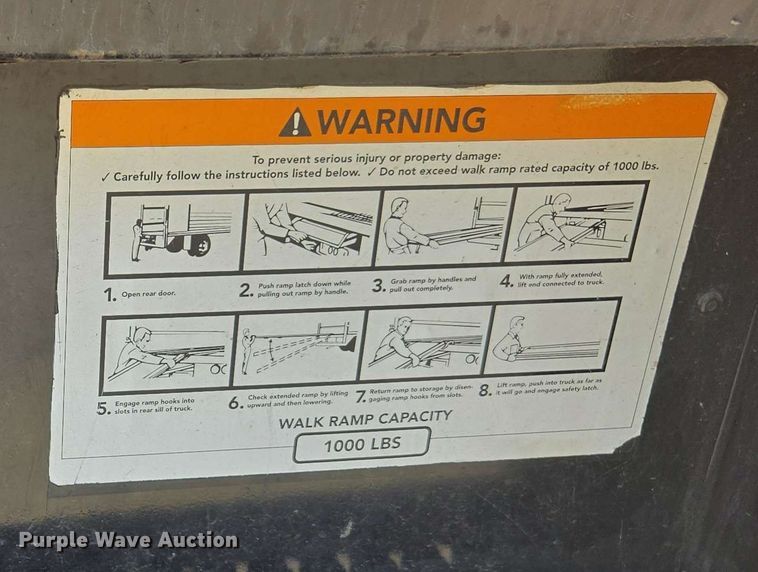 WARNING
To prevent serious injury or property damage:
✓ Carefully follow the instructions listed below. ✓ Do not exceed walk ramp rated capacity of 1000 lbs.
1. Open rear door.
2. Push ramp latch down while
pulling out ramp by handle.
3. Grab ramp by handles and
pull out completely.
4. With ramp fully extended,
lift end connected to truck.
5. Engage ramp hooks into
slots in rear sill of truck.
6. Check extended ramp by lifting
upward and then lowering.
7. Return ramp to storage by disen-
gaging ramp hooks from slots.
8. Lift ramp, push into truck as far as
it will go and engage safety latch.
WALK RAMP CAPACITY
1000 LBS
Purple Wave Auction